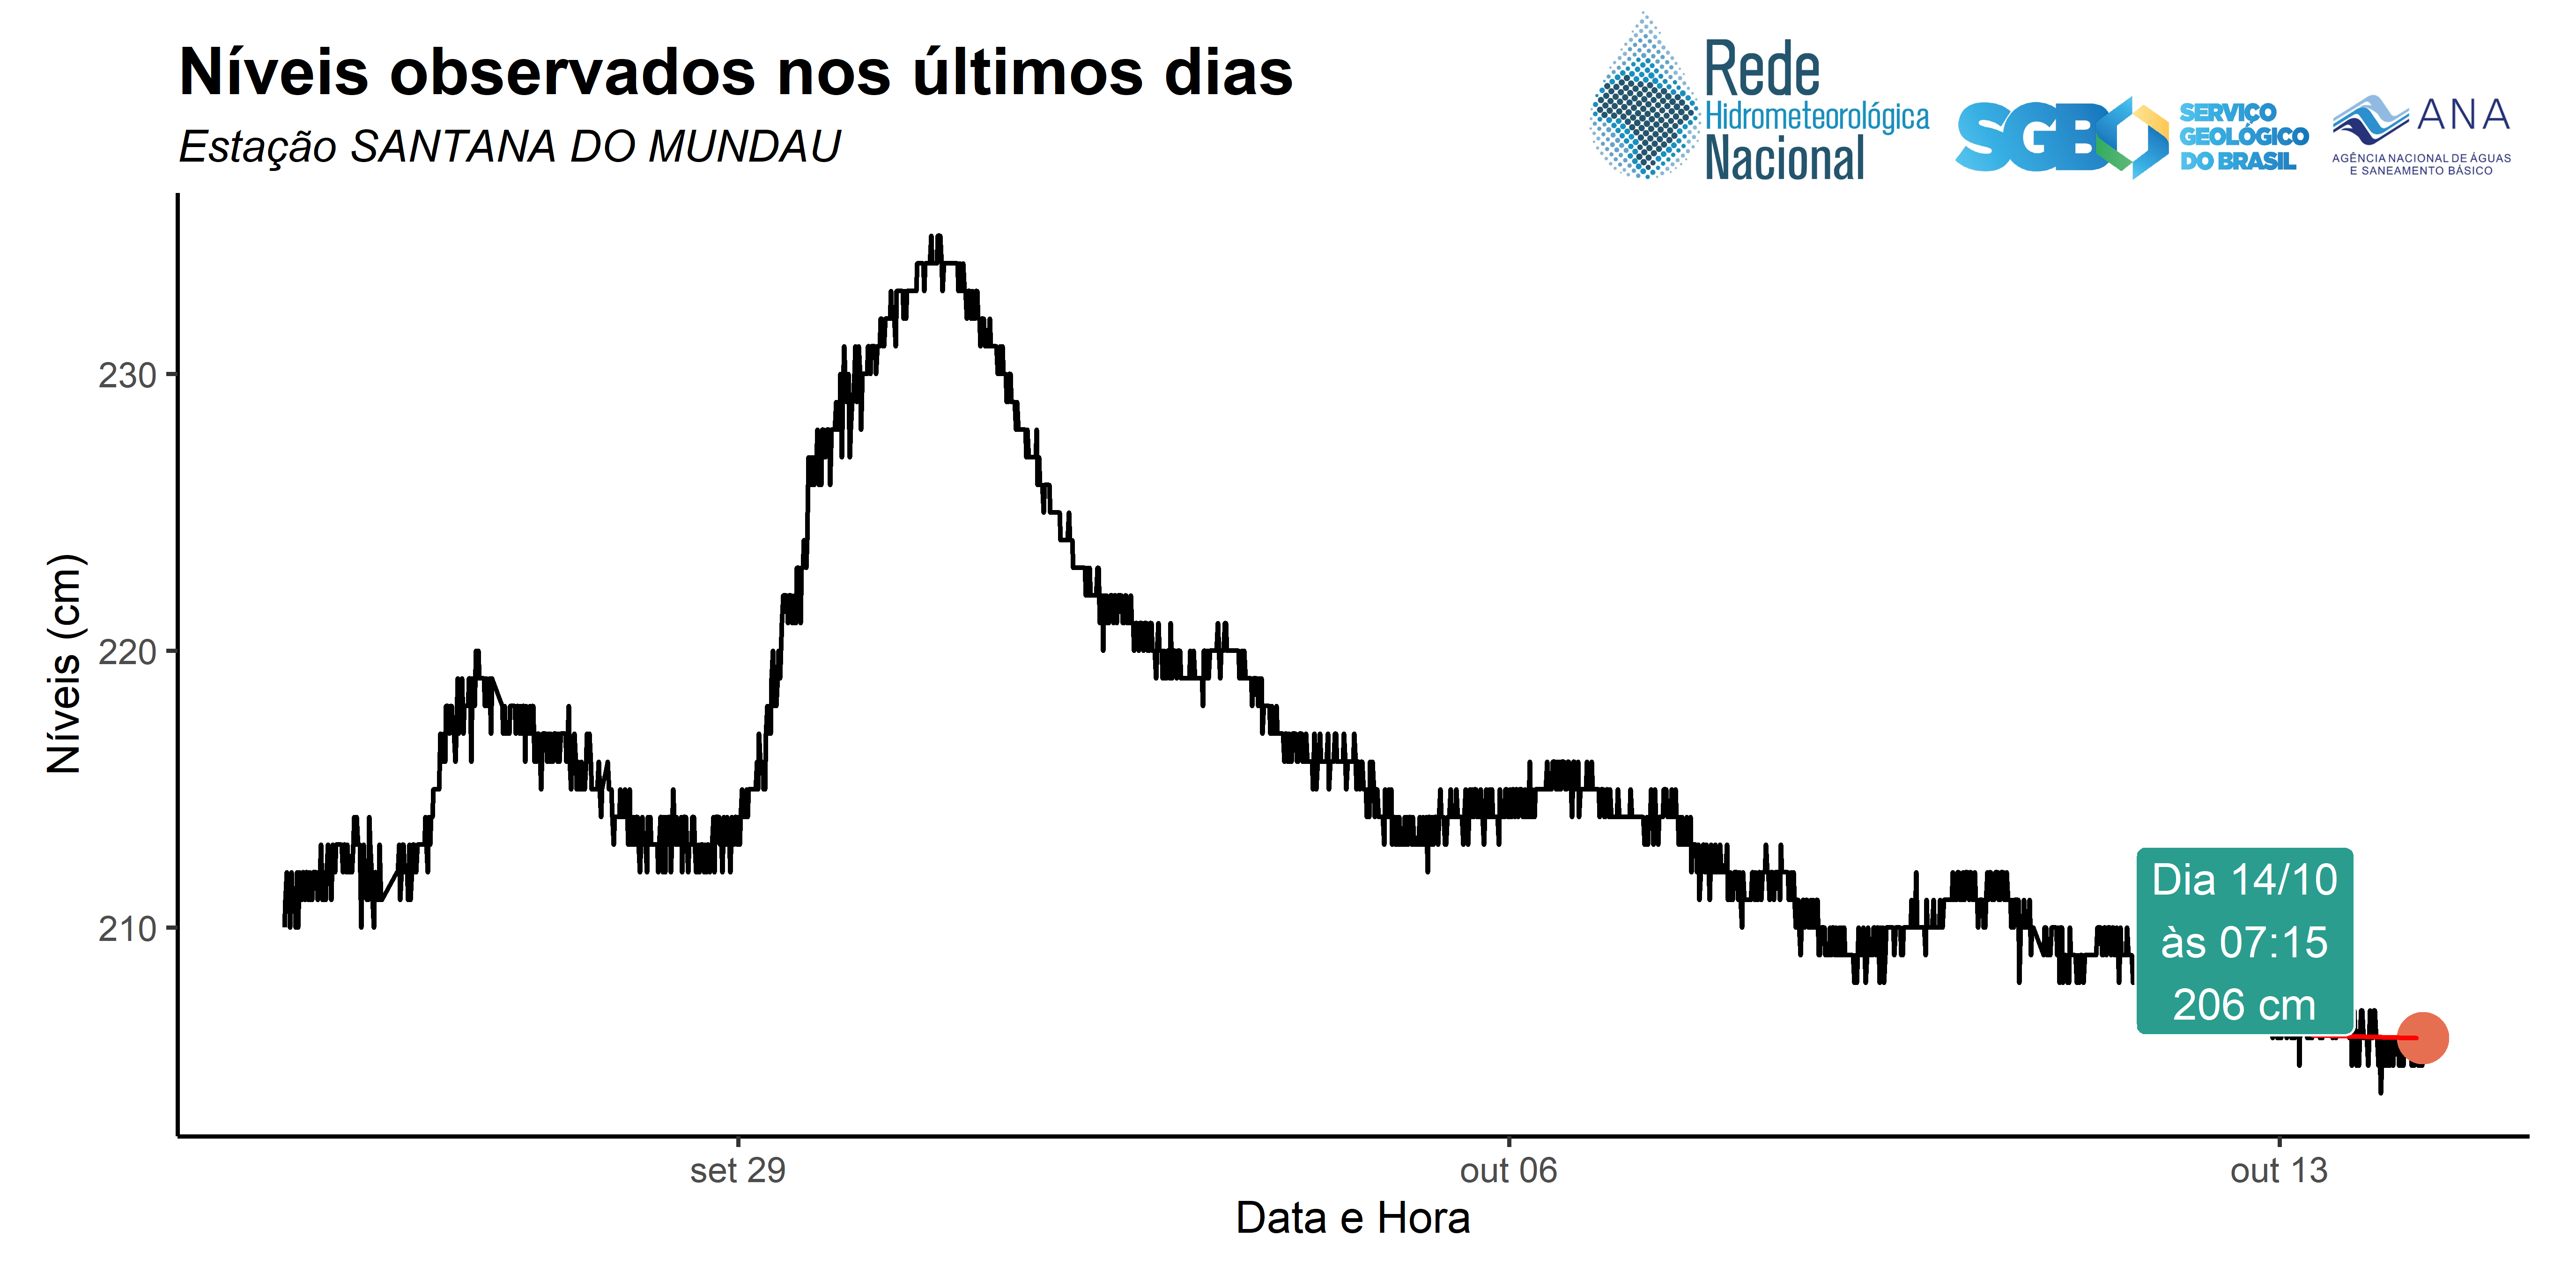 Níveis observados nos últimos dias
Estação SANTANA DO MUNDAU
Rede
Hidrometeorológica
Nacional
SGB
SERVIÇO
GEOLÓGICO
DO BRASIL
ANA
AGÊNCIA NACIONAL DE ÁGUAS
E SANEAMENTO BÁSICO
Níveis (cm)
230
220
210
Dia 14/10
às 07:15
206 cm
set 29
out 06
out 13
Data e Hora